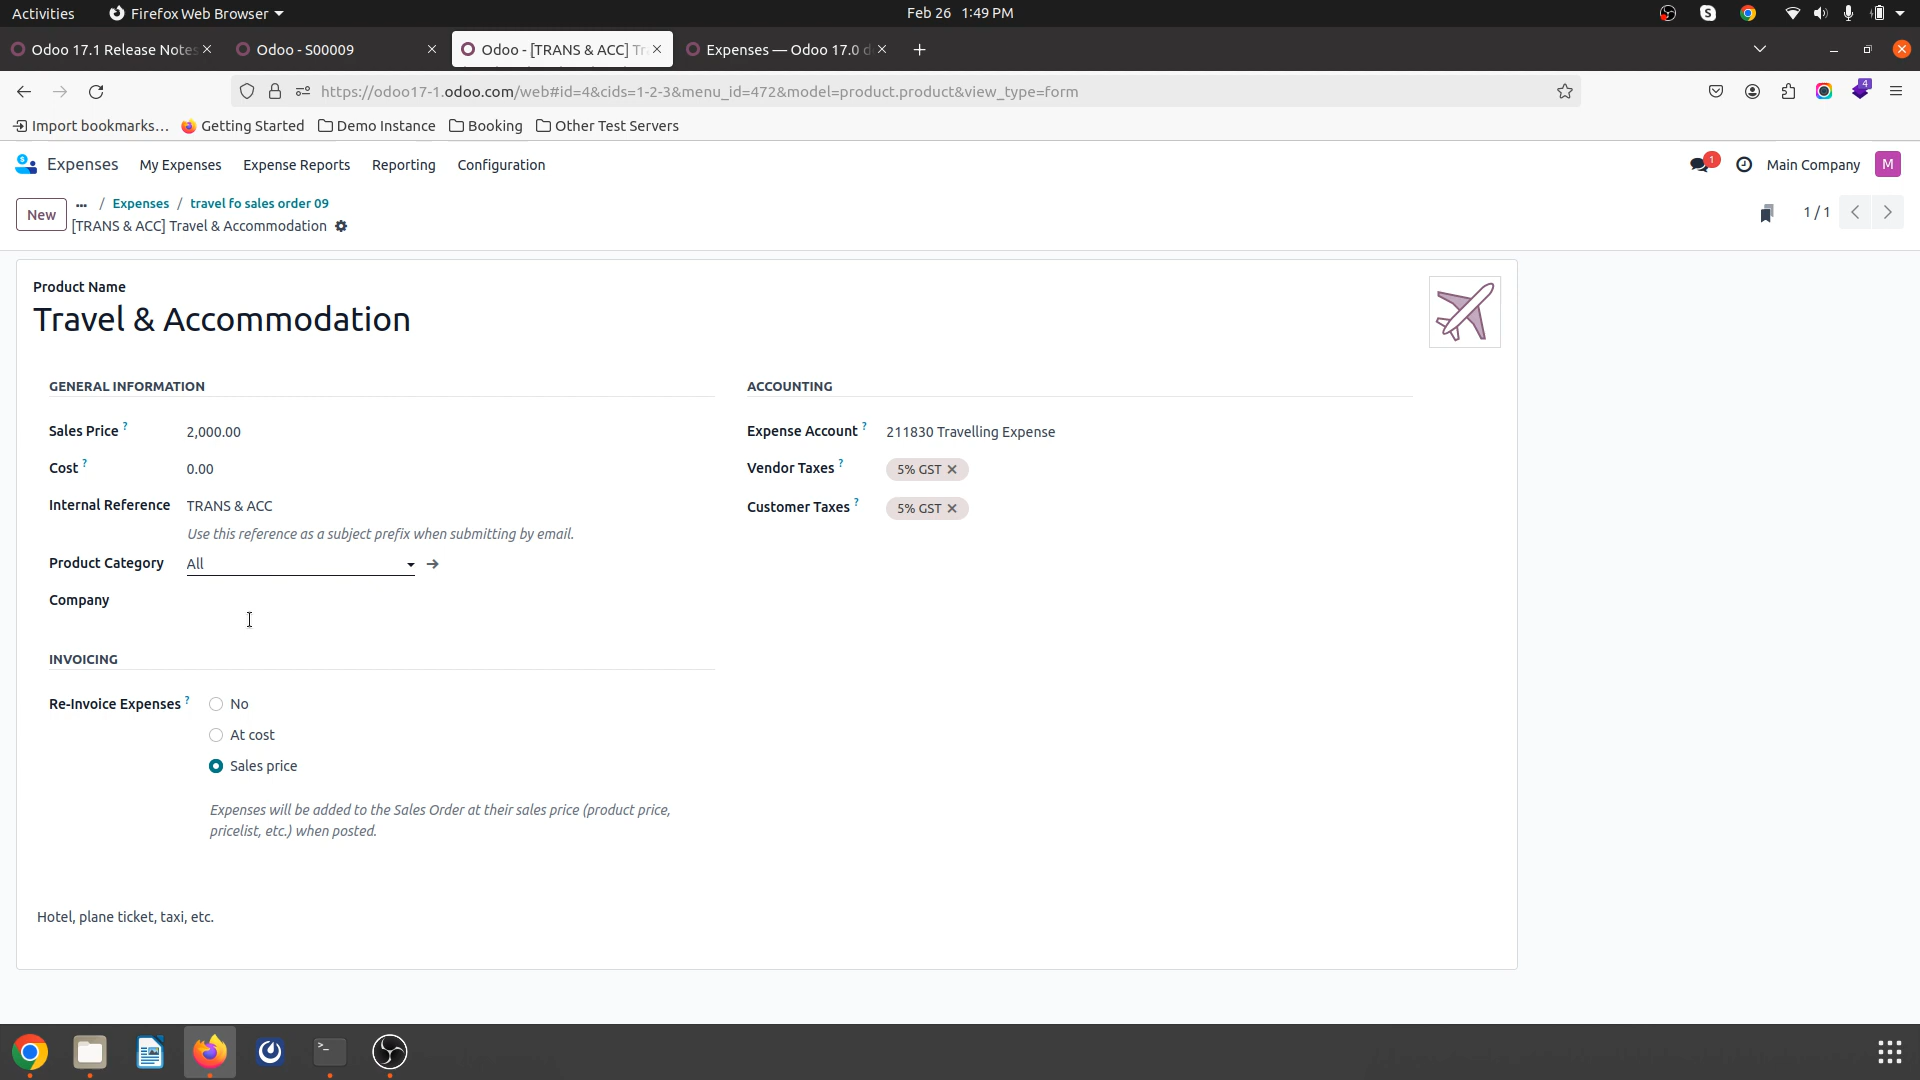 Activities
Firefox Web Browser
Feb 26 1:49 PM
Odoo 17.1 Release Notes
Odoo - S00009
Odoo - [TRANS & ACC] Tr
Expenses — Odoo 17.0 d
https://odoo17-1.odoo.com/web#id=4&cids=1-2-3&menu_id=472&model=product.product&view_type=form
4
Import bookmarks...
Getting Started
Demo Instance
Booking
Other Test Servers
Expenses
My Expenses
Expense Reports
Reporting
Configuration
1
Main Company
M
New
... / Expenses / travel fo sales order 09
[TRANS & ACC] Travel & Accommodation
1 / 1
Product Name
Travel & Accommodation
GENERAL INFORMATION
Sales Price ? 2,000.00
Cost ? 0.00
Internal Reference TRANS & ACC
Use this reference as a subject prefix when submitting by email.
Product Category All
Company
ACCOUNTING
Expense Account ? 211830 Travelling Expense
Vendor Taxes ? 5% GST
Customer Taxes ? 5% GST
INVOICING
Re-Invoice Expenses ? No
At cost
Sales price
Expenses will be added to the Sales Order at their sales price (product price,
pricelist, etc.) when posted.
Hotel, plane ticket, taxi, etc.